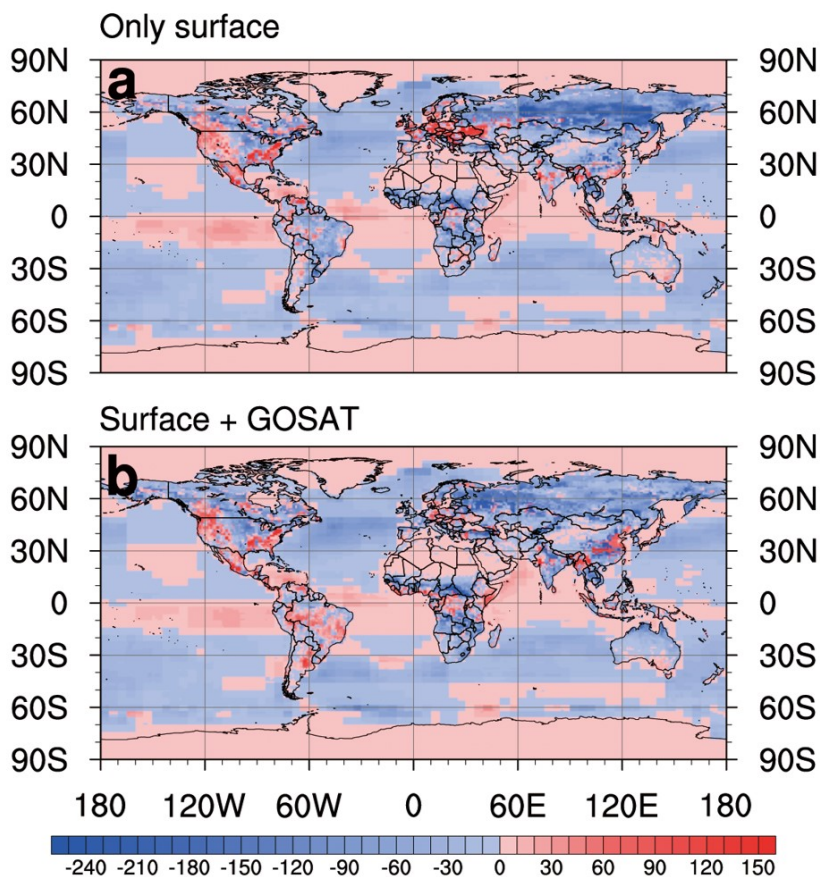 Only surface
90N 90N
a
60N 60N
30N 30N
0 0
30S 30S
60S 60S
90S 90S
Surface + GOSAT
90N 90N
b
60N 60N
30N 30N
0 0
30S 30S
60S 60S
90S 90S
180 120W 60W 0 60E 120E 180
-240 -210 -180 -150 -120 -90 -60 -30 0 30 60 90 120 150